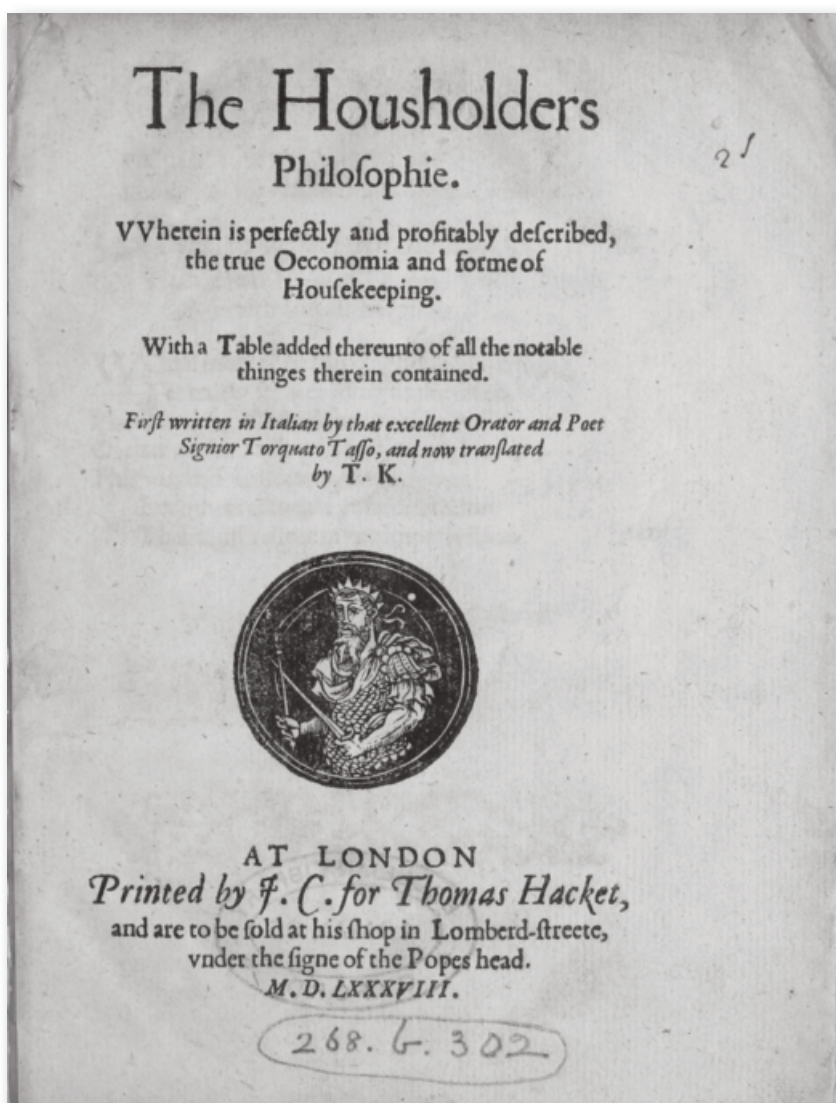 The Housholders
Philoſophie.
VVherein is perfectly and profitably deſcribed,
the true Oeconomia and forme of
Houſekeeping.
With a Table added thereunto of all the notable
thinges therein contained.
Firſt written in Italian by that excellent Orator and Poet
Signior Torquato Taſſo, and now tranſlated
by T. K.
AT LONDON
Printed by J. C. for Thomas Hacket,
and are to be ſold at his ſhop in Lomberd-ſtreete,
vnder the ſigne of the Popes head.
M. D. LXXXVIII.
268. G. 302